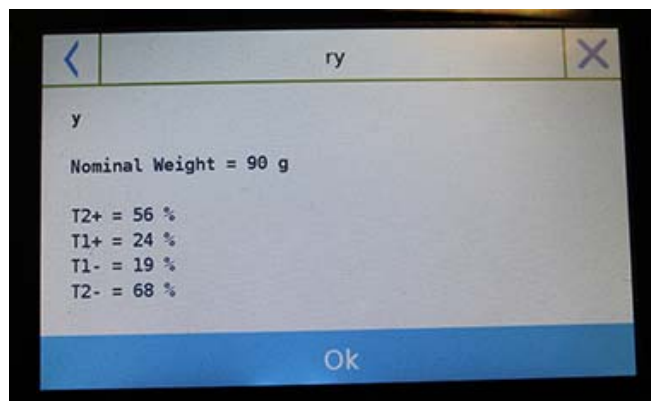 ry
y
Nominal Weight = 90 g
T2+ = 56 %
T1+ = 24 %
T1- = 19 %
T2- = 68 %
Ok